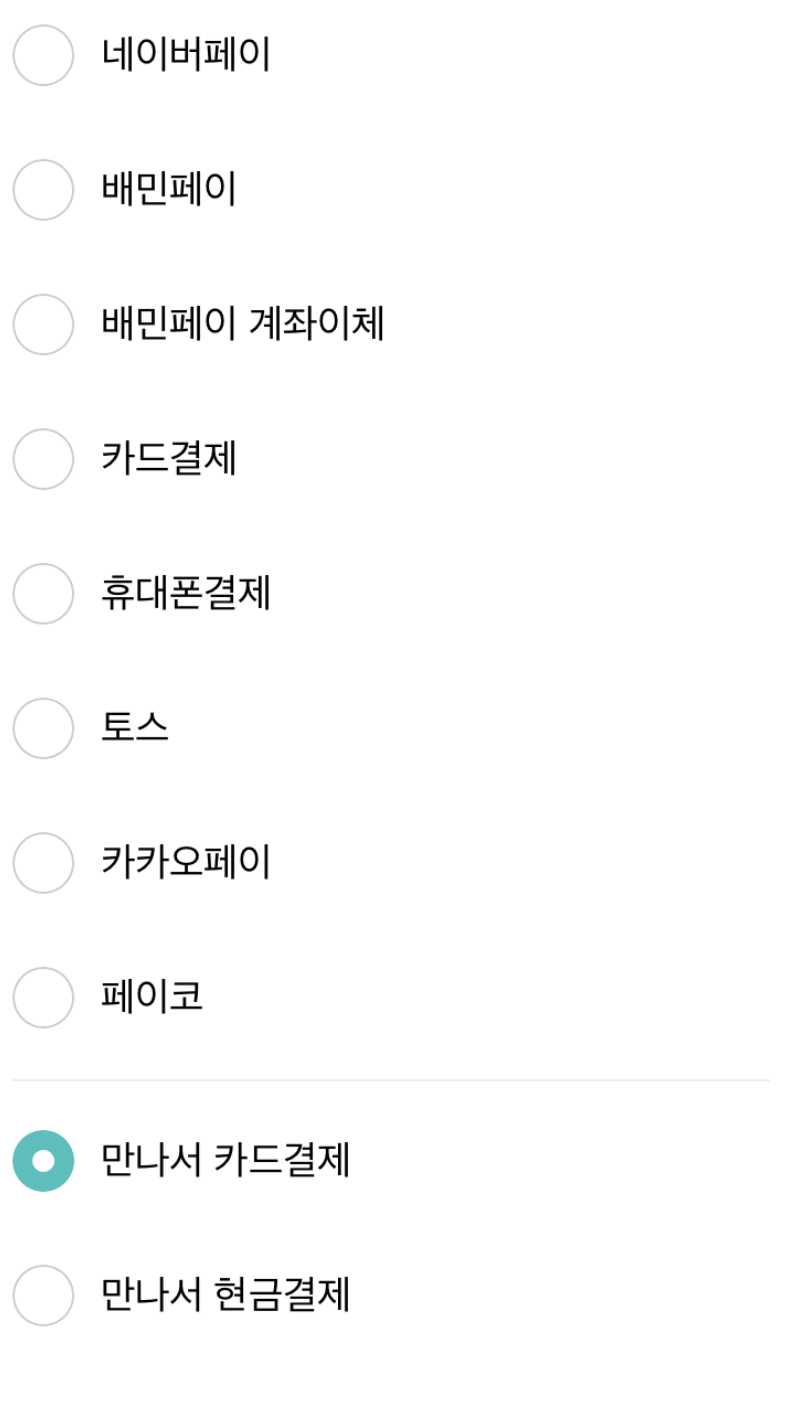 네이버페이
배민페이
배민페이 계좌이체
카드결제
휴대폰결제
토스
카카오페이
페이코
만나서 카드결제
만나서 현금결제